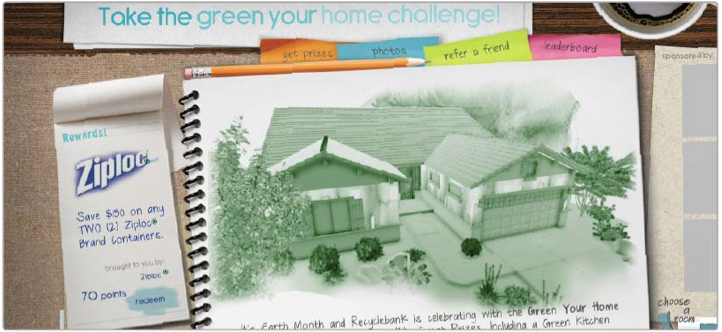 Take the green your home challenge!
get prizes
photos
refer a friend
leaderboard
sponsored by:
Rewards!
Ziploc
Save $1.50 on any
TWO (2) Ziploc®
Brand Containers.
brought to you by:
Ziploc
70 points
redeem
Earth Month and Recyclebank is celebrating with the Green Your Home
Prizes, Including a Green Kitchen
choose
a
room